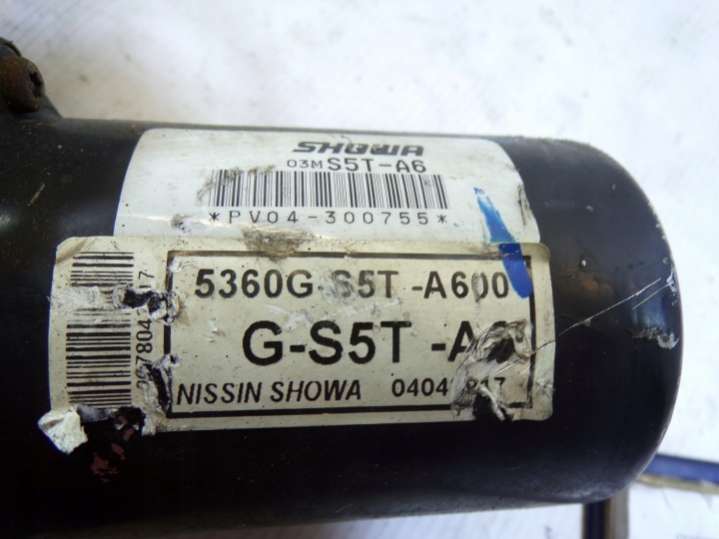 SHOWA
03M S5T-A6
*PV04-300755*
5360G-S5T-A600
G-S5T
NISSIN SHOWA